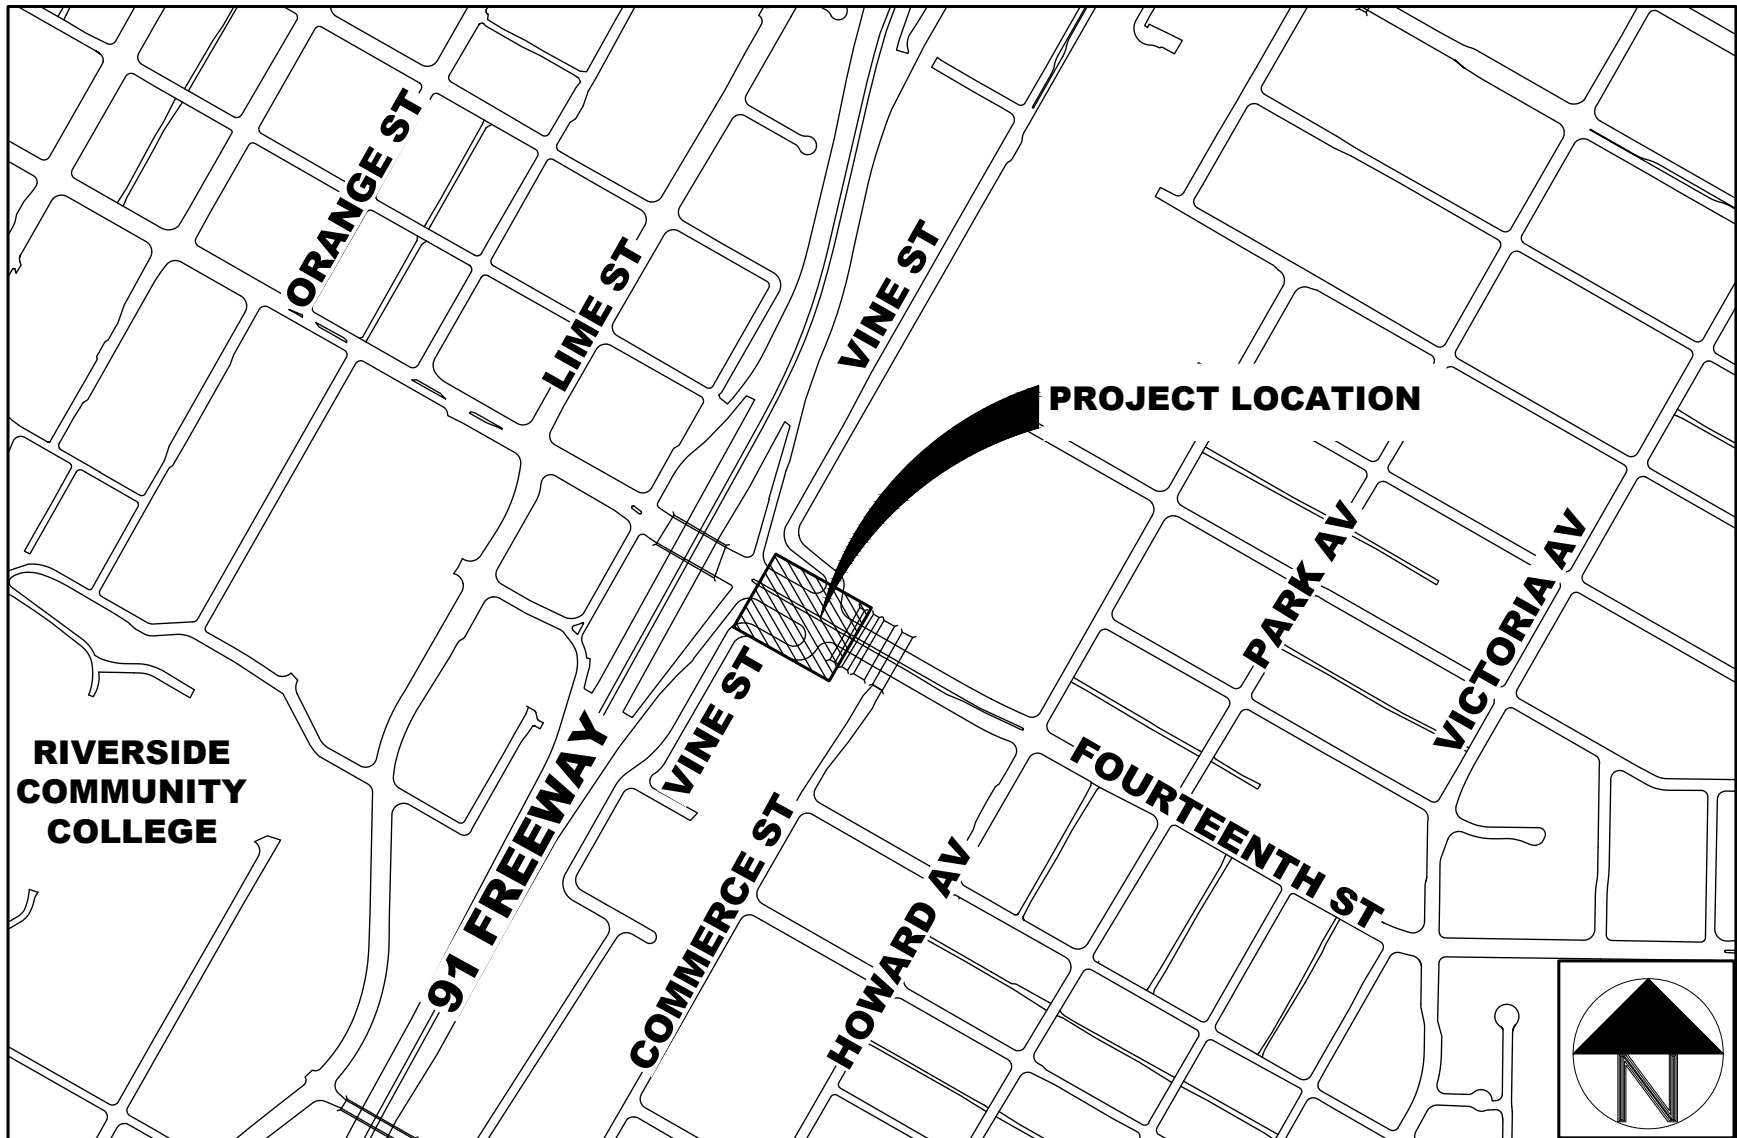 ORANGE ST
LIME ST
VINE ST
PROJECT LOCATION
PARK AV
VICTORIA AV
VINE ST
RIVERSIDE
COMMUNITY
COLLEGE
91 FREEWAY
FOURTEENTH ST
COMMERCE ST
HOWARD AV
N